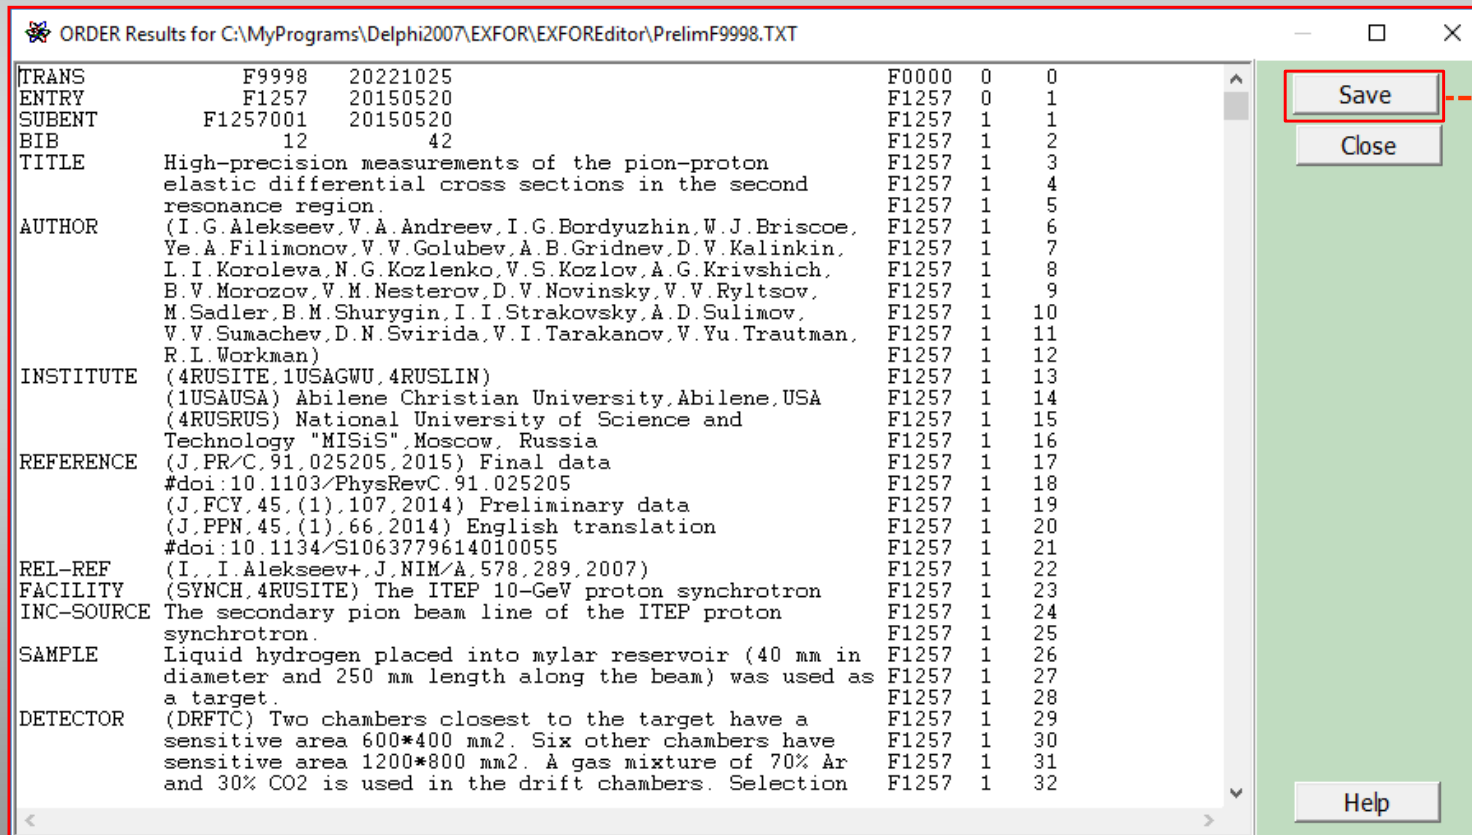 ORDER Results for C:\MyPrograms\Delphi2007\EXFOR\EXFOREditor\PrelimF9998.TXT
TRANS F9998 20221025 F0000 0 0
ENTRY F1257 20150520 F1257 0 1
SUBENT F1257001 20150520 F1257 1 1
BIB 12 42 F1257 1 2
TITLE High-precision measurements of the pion-proton F1257 1 3
elastic differential cross sections in the second F1257 1 4
resonance region. F1257 1 5
AUTHOR (I.G.Alekseev,V.A.Andreev,I.G.Bordyuzhin,W.J.Briscoe, F1257 1 6
Ye.A.Filimonov,V.V.Golubev,A.B.Gridnev,D.V.Kalinkin, F1257 1 7
L.I.Koroleva,N.G.Kozlenko,V.S.Kozlov,A.G.Krivshich, F1257 1 8
B.V.Morozov,V.M.Nesterov,D.V.Novinsky,V.V.Ryltsov, F1257 1 9
M.Sadler,B.M.Shurygin,I.I.Strakovsky,A.D.Sulimov, F1257 1 10
V.V.Sumachev,D.N.Svirida,V.I.Tarakanov,V.Yu.Trautman, F1257 1 11
R.L.Workman) F1257 1 12
INSTITUTE (4RUSITE,1USAGWU,4RUSLIN) F1257 1 13
(1USAUSA) Abilene Christian University,Abilene,USA F1257 1 14
(4RUSRUS) National University of Science and F1257 1 15
Technology "MISiS",Moscow, Russia F1257 1 16
REFERENCE (J,PR/C,91,025205,2015) Final data F1257 1 17
#doi:10.1103/PhysRevC.91.025205 F1257 1 18
(J,FCY,45,(1),107,2014) Preliminary data F1257 1 19
(J,PPN,45,(1),66,2014) English translation F1257 1 20
#doi:10.1134/S1063779614010055 F1257 1 21
REL-REF (I,,I.Alekseev+,J,NIM/A,578,289,2007) F1257 1 22
FACILITY (SYNCH,4RUSITE) The ITEP 10-GeV proton synchrotron F1257 1 23
INC-SOURCE The secondary pion beam line of the ITEP proton F1257 1 24
synchrotron. F1257 1 25
SAMPLE Liquid hydrogen placed into mylar reservoir (40 mm in F1257 1 26
diameter and 250 mm length along the beam) was used as F1257 1 27
a target. F1257 1 28
DETECTOR (DRFTC) Two chambers closest to the target have a F1257 1 29
sensitive area 600*400 mm2. Six other chambers have F1257 1 30
sensitive area 1200*800 mm2. A gas mixture of 70% Ar F1257 1 31
and 30% CO2 is used in the drift chambers. Selection F1257 1 32
Save
Close
Help